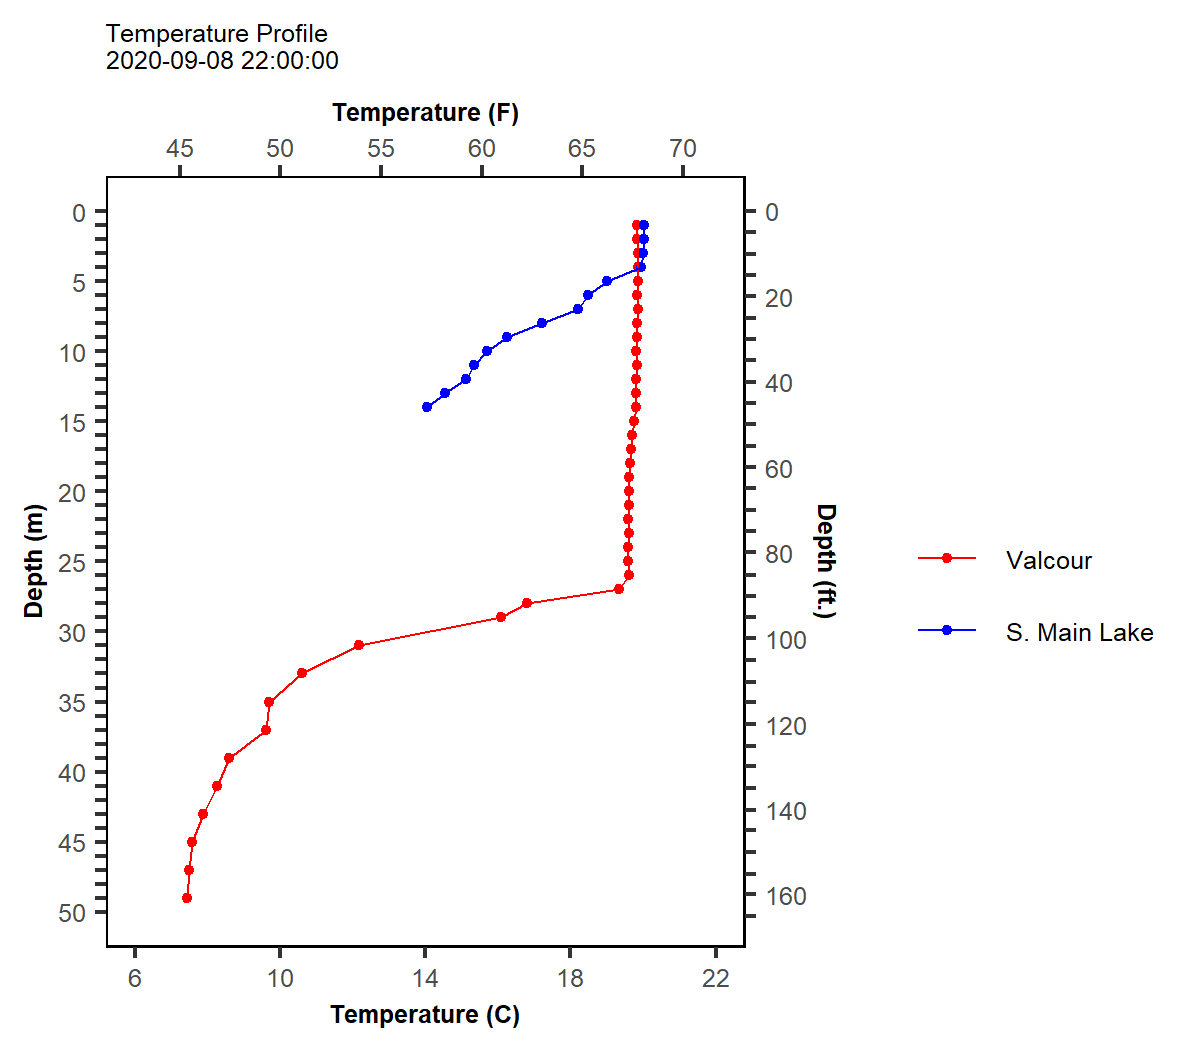 Temperature Profile
2020-09-08 22:00:00
Temperature (F)
45 50 55 60 65 70
0
5
10
15
20
25
30
35
40
45
50
Depth (m)
0
20
40
60
80
100
120
140
160
Depth (ft.)
Valcour
S. Main Lake
6 10 14 18 22
Temperature (C)